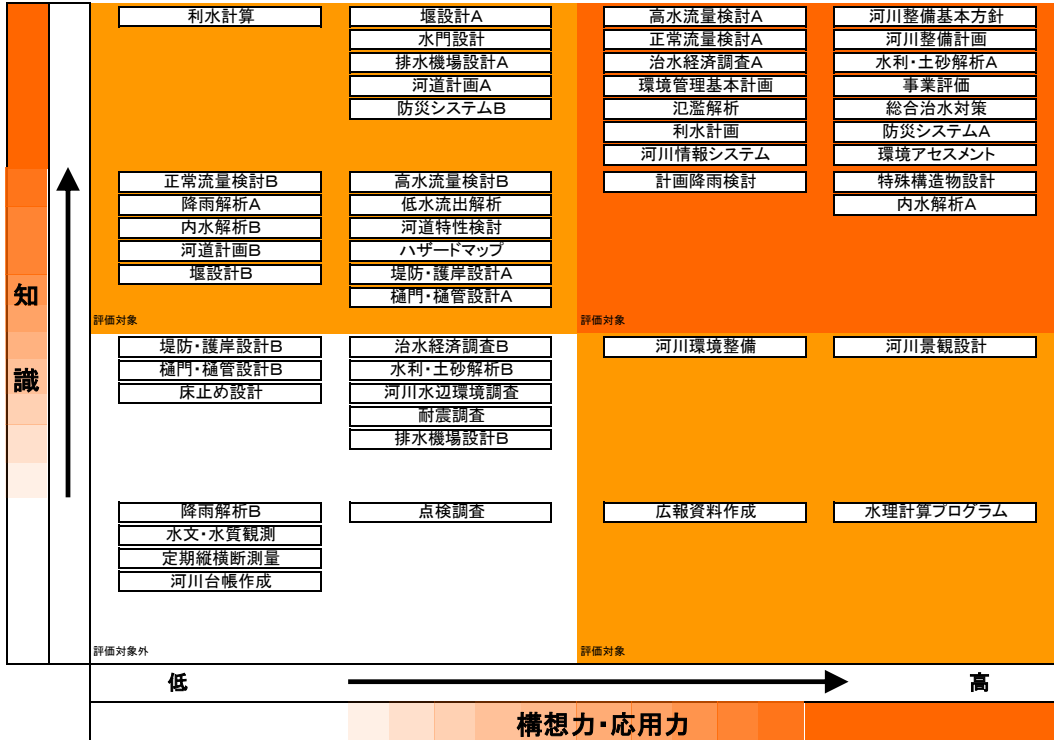 利水計算
堰設計A
水門設計
排水機場設計A
河道計画A
防災システムB
高水流量検討A
正常流量検討A
治水経済調査A
環境管理基本計画
氾濫解析
利水計画
河川情報システム
計画降雨検討
河川整備基本方針
河川整備計画
水利・土砂解析A
事業評価
総合治水対策
防災システムA
環境アセスメント
特殊構造物設計
内水解析A
正常流量検討B
降雨解析A
内水解析B
河道計画B
堰設計B
高水流量検討B
低水流出解析
河道特性検討
ハザードマップ
堤防・護岸設計A
樋門・樋管設計A
評価対象
評価対象
知
識
堤防・護岸設計B
樋門・樋管設計B
床止め設計
治水経済調査B
水利・土砂解析B
河川水辺環境調査
耐震調査
排水機場設計B
河川環境整備
河川景観設計
降雨解析B
水文・水質観測
定期縦横断測量
河川台帳作成
点検調査
広報資料作成
水理計算プログラム
評価対象外
評価対象
低
高
構想力・応用力